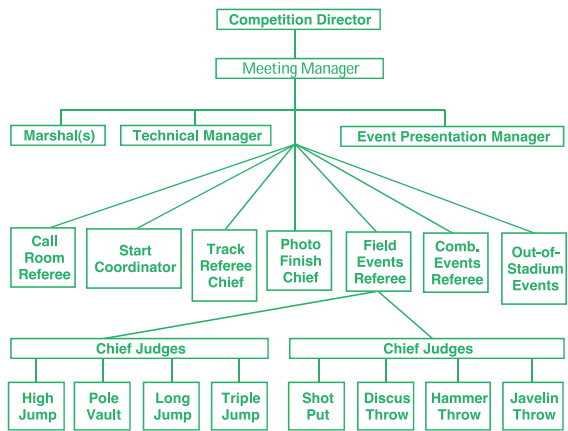 Competition Director
Meeting Manager
Marshal(s)
Technical Manager
Event Presentation Manager
Call
Room
Referee
Start
Coordinator
Track
Referee
Chief
Photo
Finish
Chief
Field
Events
Referee
Comb.
Events
Referee
Out-of-
Stadium
Events
Chief Judges
Chief Judges
High
Jump
Pole
Vault
Long
Jump
Triple
Jump
Shot
Put
Discus
Throw
Hammer
Throw
Javelin
Throw